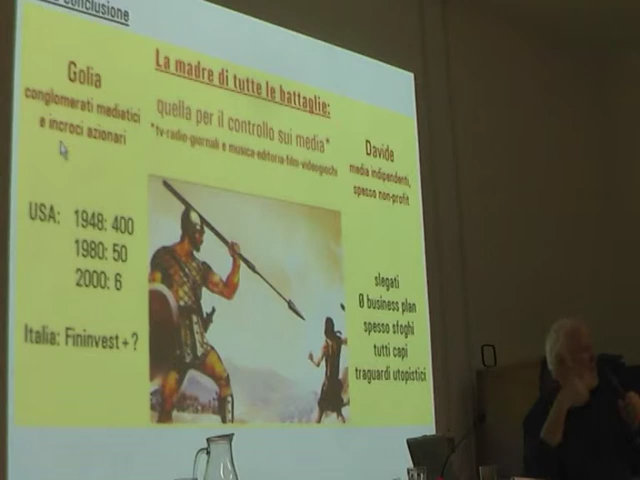 conclusione
La madre di tutte le battaglie:
quella per il controllo sui media*
*tv-radio-giornali e musica-editoria-film-videogiochi
Golia
conglomerati mediatici
e incroci azionari
USA: 1948: 400
1980: 50
2000: 6
Italia: Fininvest+?
Davide
media indipendenti,
spesso non-profit
slegati
0 business plan
spesso sfoghi
tutti capi
traguardi utopistici